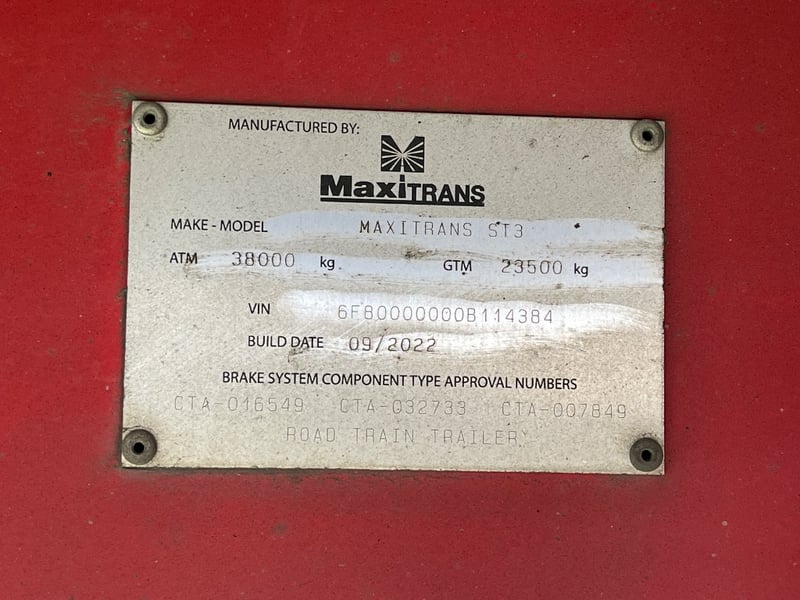 MANUFACTURED BY:
MaxiTRANS
MAKE - MODEL MAXITRANS ST3
ATM 38000 kg GTM 23500 kg
VIN 6F80000000B114384
BUILD DATE 09/2022
BRAKE SYSTEM COMPONENT TYPE APPROVAL NUMBERS
CTA-016549 CTA-032733 CTA-007849
ROAD TRAIN TRAILER